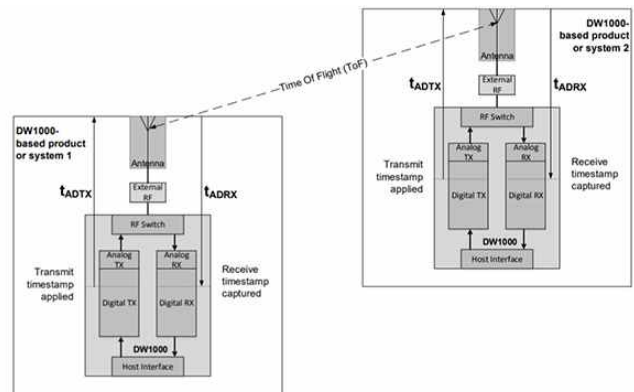 DW1000-
based product
or system 2
Antenna
External
RF
tADTX
tADRX
RF Switch
Analog
TX
Analog
RX
Digital TX
Digital RX
Transmit
timestamp
applied
Receive
timestamp
captured
DW1000
Host Interface
Time Of Flight (ToF)
DW1000-
based product
or system 1
Antenna
External
RF
tADTX
tADRX
RF Switch
Analog
TX
Analog
RX
Digital TX
Digital RX
Transmit
timestamp
applied
Receive
timestamp
captured
DW1000
Host Interface